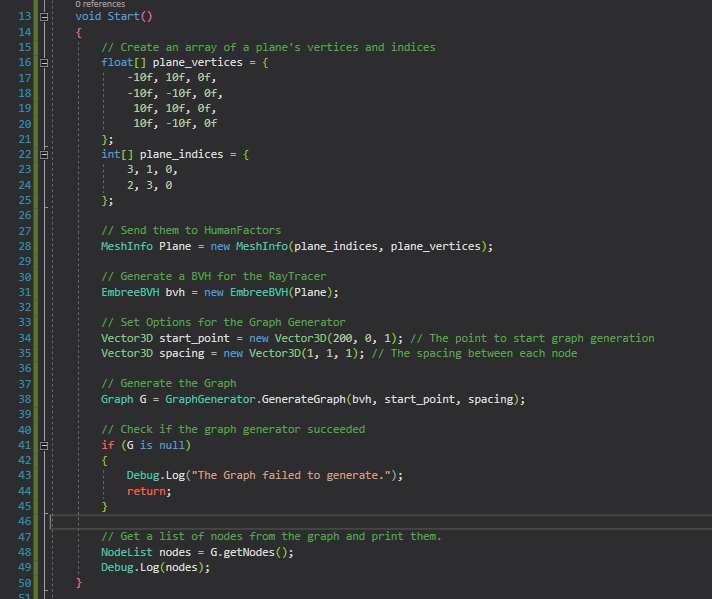 0 references
13 void Start()
14 {
15 // Create an array of a plane's vertices and indices
16 float[] plane_vertices = {
17 -10f, 10f, 0f,
18 -10f, -10f, 0f,
19 10f, 10f, 0f,
20 10f, -10f, 0f
21 };
22 int[] plane_indices = {
23 3, 1, 0,
24 2, 3, 0
25 };
26
27 // Send them to HumanFactors
28 MeshInfo Plane = new MeshInfo(plane_indices, plane_vertices);
29
30 // Generate a BVH for the RayTracer
31 EmbreeBVH bvh = new EmbreeBVH(Plane);
32
33 // Set Options for the Graph Generator
34 Vector3D start_point = new Vector3D(200, 0, 1); // The point to start graph generation
35 Vector3D spacing = new Vector3D(1, 1, 1); // The spacing between each node
36
37 // Generate the Graph
38 Graph G = GraphGenerator.GenerateGraph(bvh, start_point, spacing);
39
40 // Check if the graph generator succeeded
41 if (G is null)
42 {
43 Debug.Log("The Graph failed to generate.");
44 return;
45 }
46
47 // Get a list of nodes from the graph and print them.
48 NodeList nodes = G.getNodes();
49 Debug.Log(nodes);
50 }
51